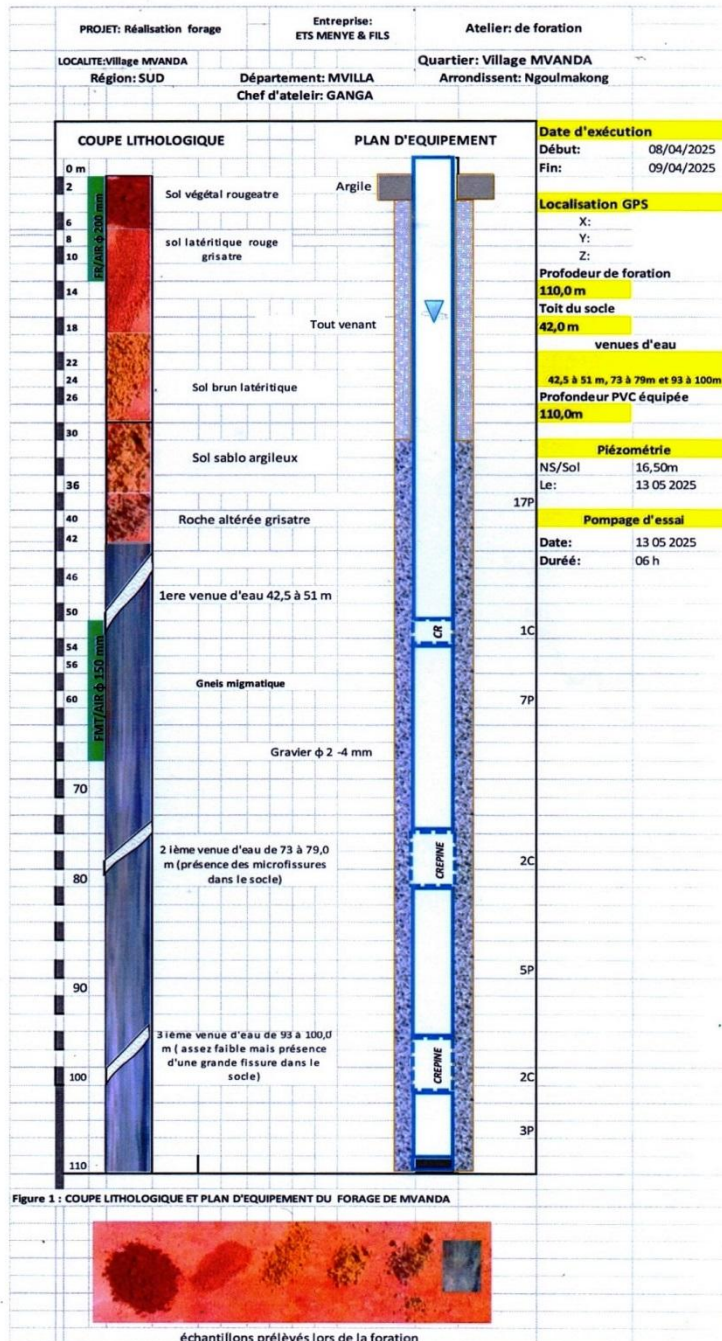 PROJET: Réalisation forage
Entreprise:
ETS MENYE & FILS
Atelier: de foration
LOCALITE:Village MVANDA
Quartier: Village MVANDA
Région: SUD
Département: MVILLA
Arrondissent: Ngoulmakong
Chef d'ateleir: GANGA
COUPE LITHOLOGIQUE
PLAN D'EQUIPEMENT
0 m
2
6
8
10
14
18
22
24
26
30
36
40
42
46
50
54
56
60
70
80
90
100
110
FR/AIR ϕ 200 mm
FMT/AIR ϕ 150 mm
Sol végétal rougeatre
sol latéritique rouge
grisatre
Sol brun latéritique
Sol sablo argileux
Roche altérée grisatre
1ere venue d'eau 42,5 à 51 m
Gneis migmatique
2 ième venue d'eau de 73 à 79,0
m (présence des microfissures
dans le socle)
3 ième venue d'eau de 93 à 100,0
m ( assez faible mais présence
d'une grande fissure dans le
socle)
Argile
Tout venant
Gravier ϕ 2 -4 mm
CR
CREPINE
CREPINE
17P
1C
7P
2C
5P
2C
3P
Date d'exécution
Début: 08/04/2025
Fin: 09/04/2025
Localisation GPS
X:
Y:
Z:
Profodeur de foration
110,0 m
Toit du socle
42,0 m
venues d'eau
42,5 à 51 m, 73 à 79m et 93 à 100m
Profondeur PVC équipée
110,0m
Piézométrie
NS/Sol 16,50m
Le: 13 05 2025
Pompage d'essai
Date: 13 05 2025
Duréé: 06 h
Figure 1 : COUPE LITHOLOGIQUE ET PLAN D'EQUIPEMENT DU FORAGE DE MVANDA
échantillons prélèvés lors de la foration